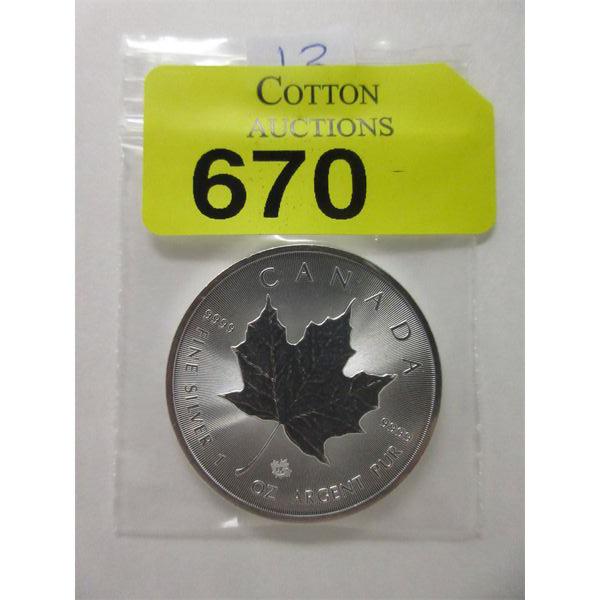 13
COTTON
AUCTIONS
670
CANADA
9999
9999
FINE SILVER 1 OZ ARGENT PUR